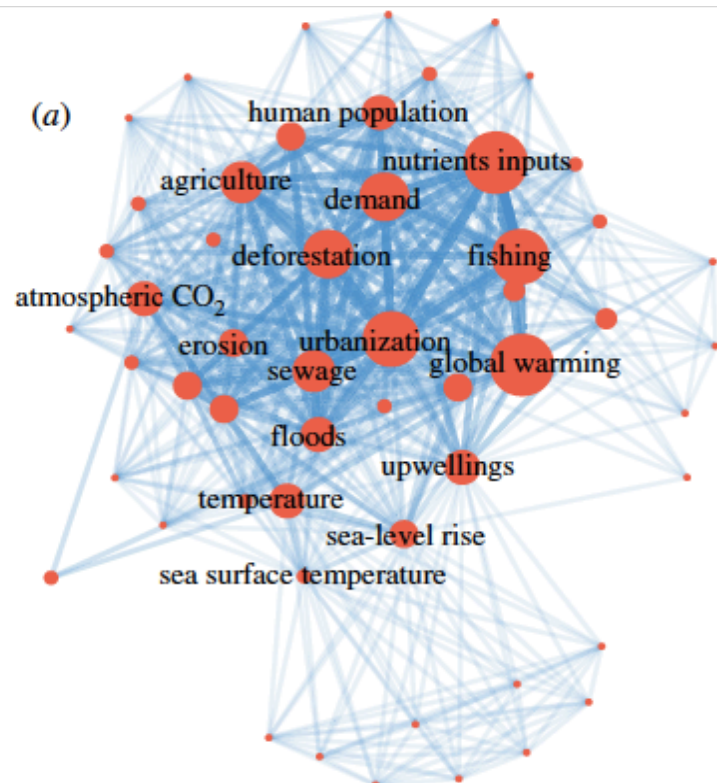 (a)
human population
nutrients inputs
agriculture
demand
deforestation
fishing
atmospheric CO₂
urbanization
erosion
global warming
sewage
floods
upwellings
temperature
sea-level rise
sea surface temperature